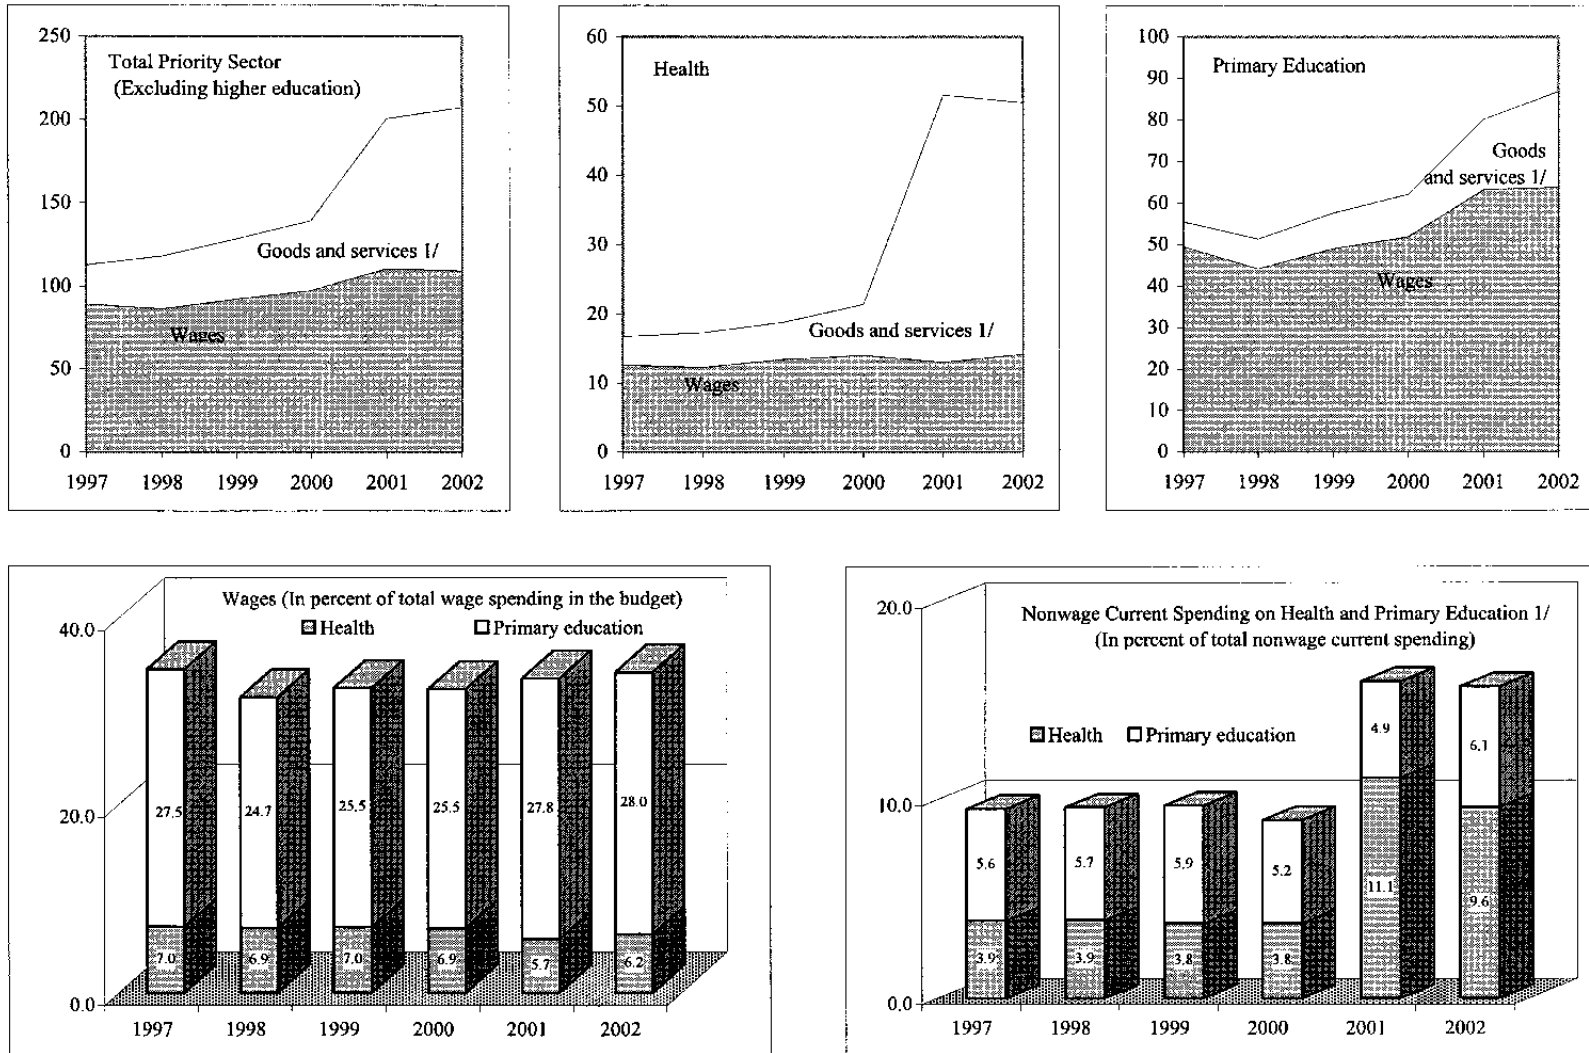 Total Priority Sector
(Excluding higher education)
250
200
150
100
50
0
Goods and services 1/
Wages
1997 1998 1999 2000 2001 2002
Health
60
50
40
30
20
10
0
Goods and services 1/
Wages
1997 1998 1999 2000 2001 2002
Primary Education
100
90
80
70
60
50
40
30
20
10
0
Goods
and services 1/
Wages
1997 1998 1999 2000 2001 2002
Wages (In percent of total wage spending in the budget)
Health Primary education
40.0
20.0
0.0
27.5 24.7 25.5 25.5 27.8 28.0
7.0 6.9 7.0 6.9 5.7 6.2
1997 1998 1999 2000 2001 2002
Nonwage Current Spending on Health and Primary Education 1/
(In percent of total nonwage current spending)
Health Primary education
20.0
10.0
0.0
5.6 5.7 5.9 5.2 4.9 6.1
3.9 3.9 3.8 3.8 11.1 9.6
1997 1998 1999 2000 2001 2002